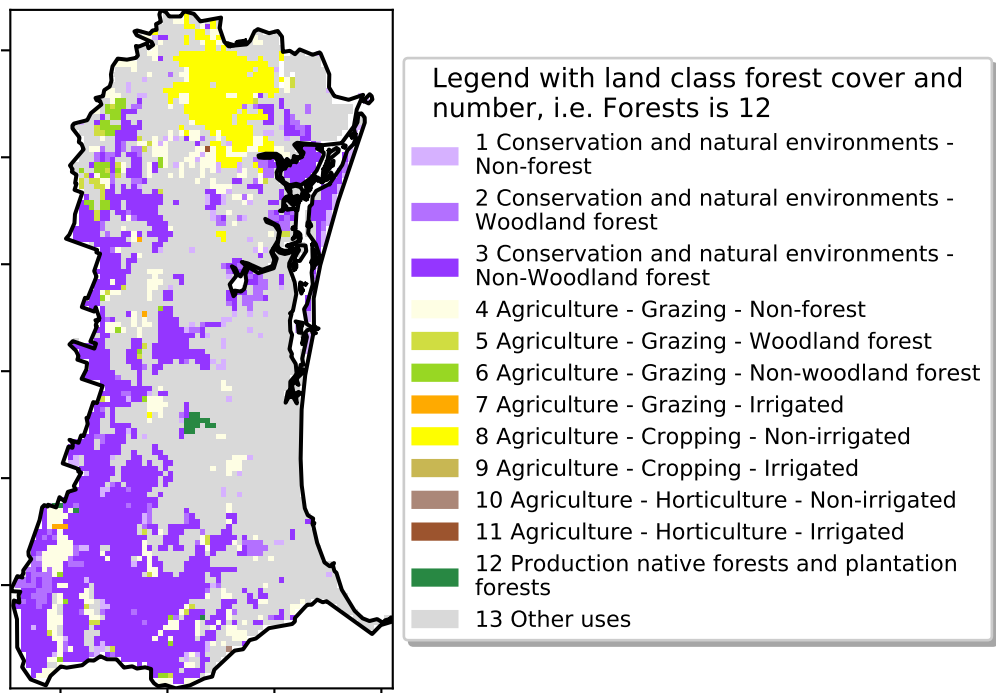 Legend with land class forest cover and
number, i.e. Forests is 12
1 Conservation and natural environments -
Non-forest
2 Conservation and natural environments -
Woodland forest
3 Conservation and natural environments -
Non-Woodland forest
4 Agriculture - Grazing - Non-forest
5 Agriculture - Grazing - Woodland forest
6 Agriculture - Grazing - Non-woodland forest
7 Agriculture - Grazing - Irrigated
8 Agriculture - Cropping - Non-irrigated
9 Agriculture - Cropping - Irrigated
10 Agriculture - Horticulture - Non-irrigated
11 Agriculture - Horticulture - Irrigated
12 Production native forests and plantation
forests
13 Other uses